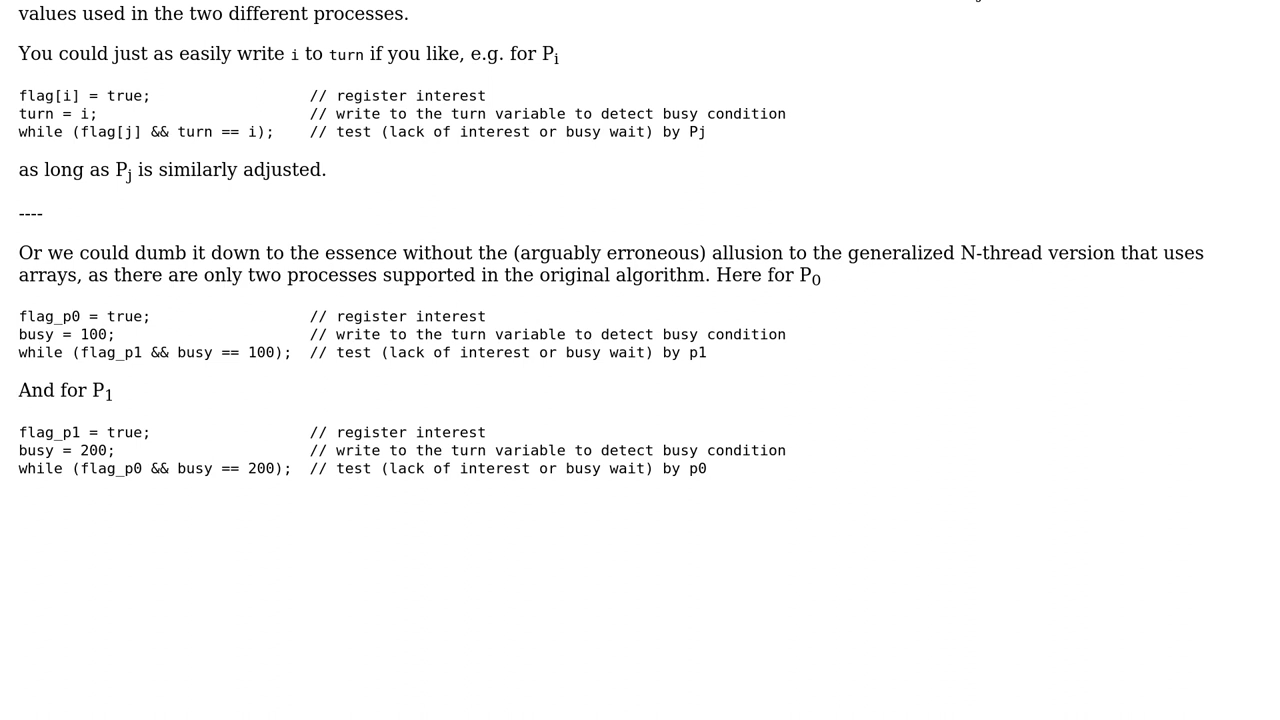 values used in the two different processes.
You could just as easily write i to turn if you like, e.g. for Pi
flag[i] = true;                  // register interest
turn = i;                        // write to the turn variable to detect busy condition
while (flag[j] && turn == i);    // test (lack of interest or busy wait) by Pj
as long as Pj is similarly adjusted.
----
Or we could dumb it down to the essence without the (arguably erroneous) allusion to the generalized N-thread version that uses
arrays, as there are only two processes supported in the original algorithm. Here for P0
flag_p0 = true;                  // register interest
busy = 100;                      // write to the turn variable to detect busy condition
while (flag_p1 && busy == 100);  // test (lack of interest or busy wait) by p1
And for P1
flag_p1 = true;                  // register interest
busy = 200;                      // write to the turn variable to detect busy condition
while (flag_p0 && busy == 200);  // test (lack of interest or busy wait) by p0